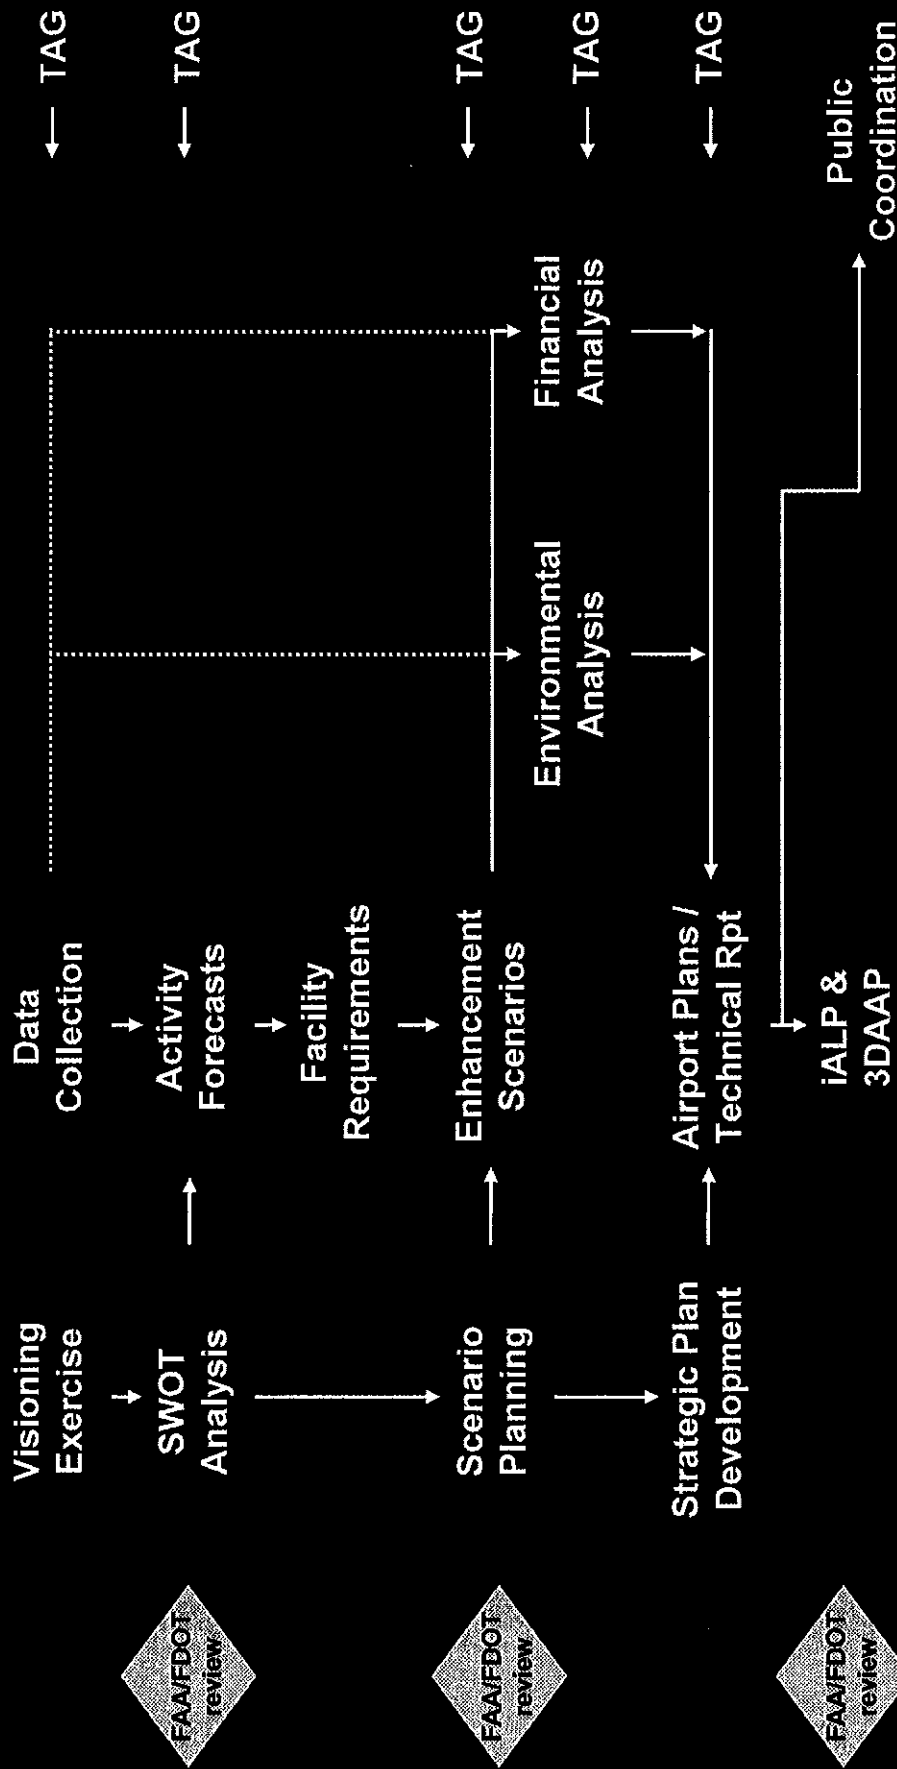 Visioning
Exercise
Data
Collection
TAG
FAA/FDOT
review
SWOT
Analysis
Activity
Forecasts
TAG
Facility
Requirements
FAA/FDOT
review
Scenario
Planning
Enhancement
Scenarios
TAG
Environmental
Analysis
Financial
Analysis
TAG
Strategic Plan
Development
Airport Plans /
Technical Rpt
TAG
FAA/FDOT
review
iALP &
3DAAP
Public
Coordination